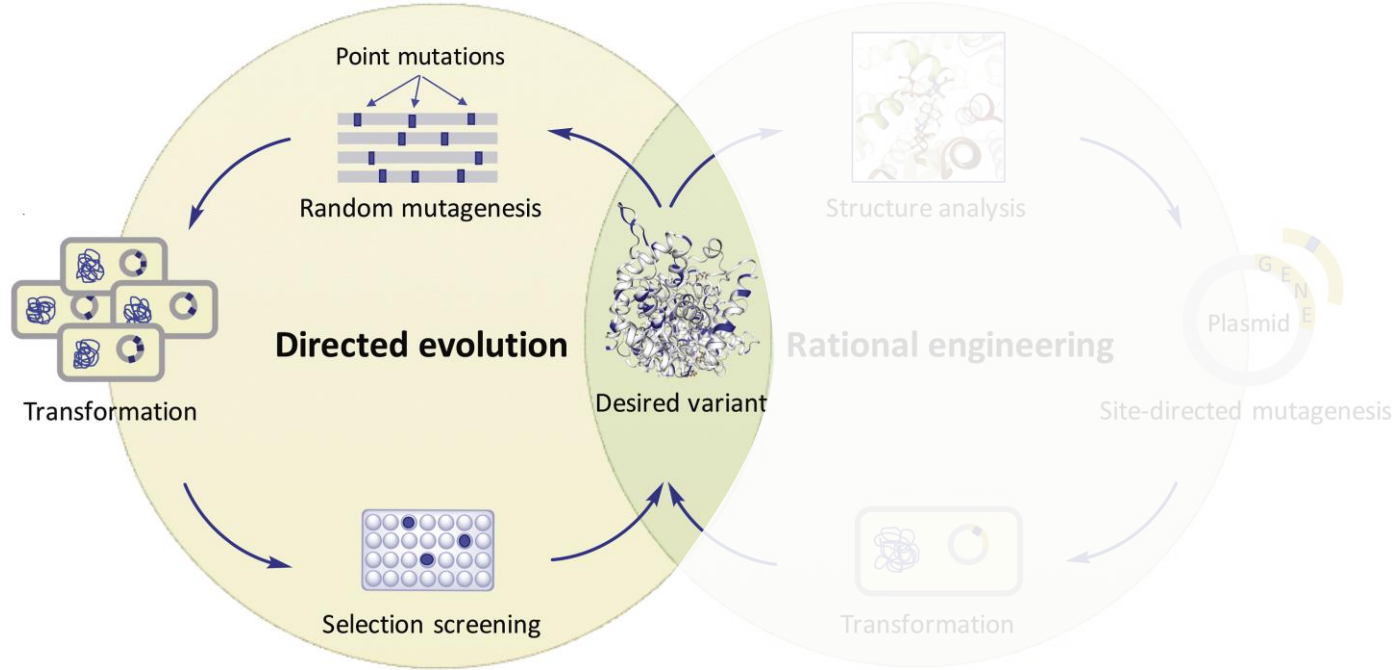 Point mutations
Random mutagenesis
Structure analysis
GENE
Plasmid
Directed evolution
Rational engineering
Desired variant
Transformation
Site-directed mutagenesis
Selection screening
Transformation